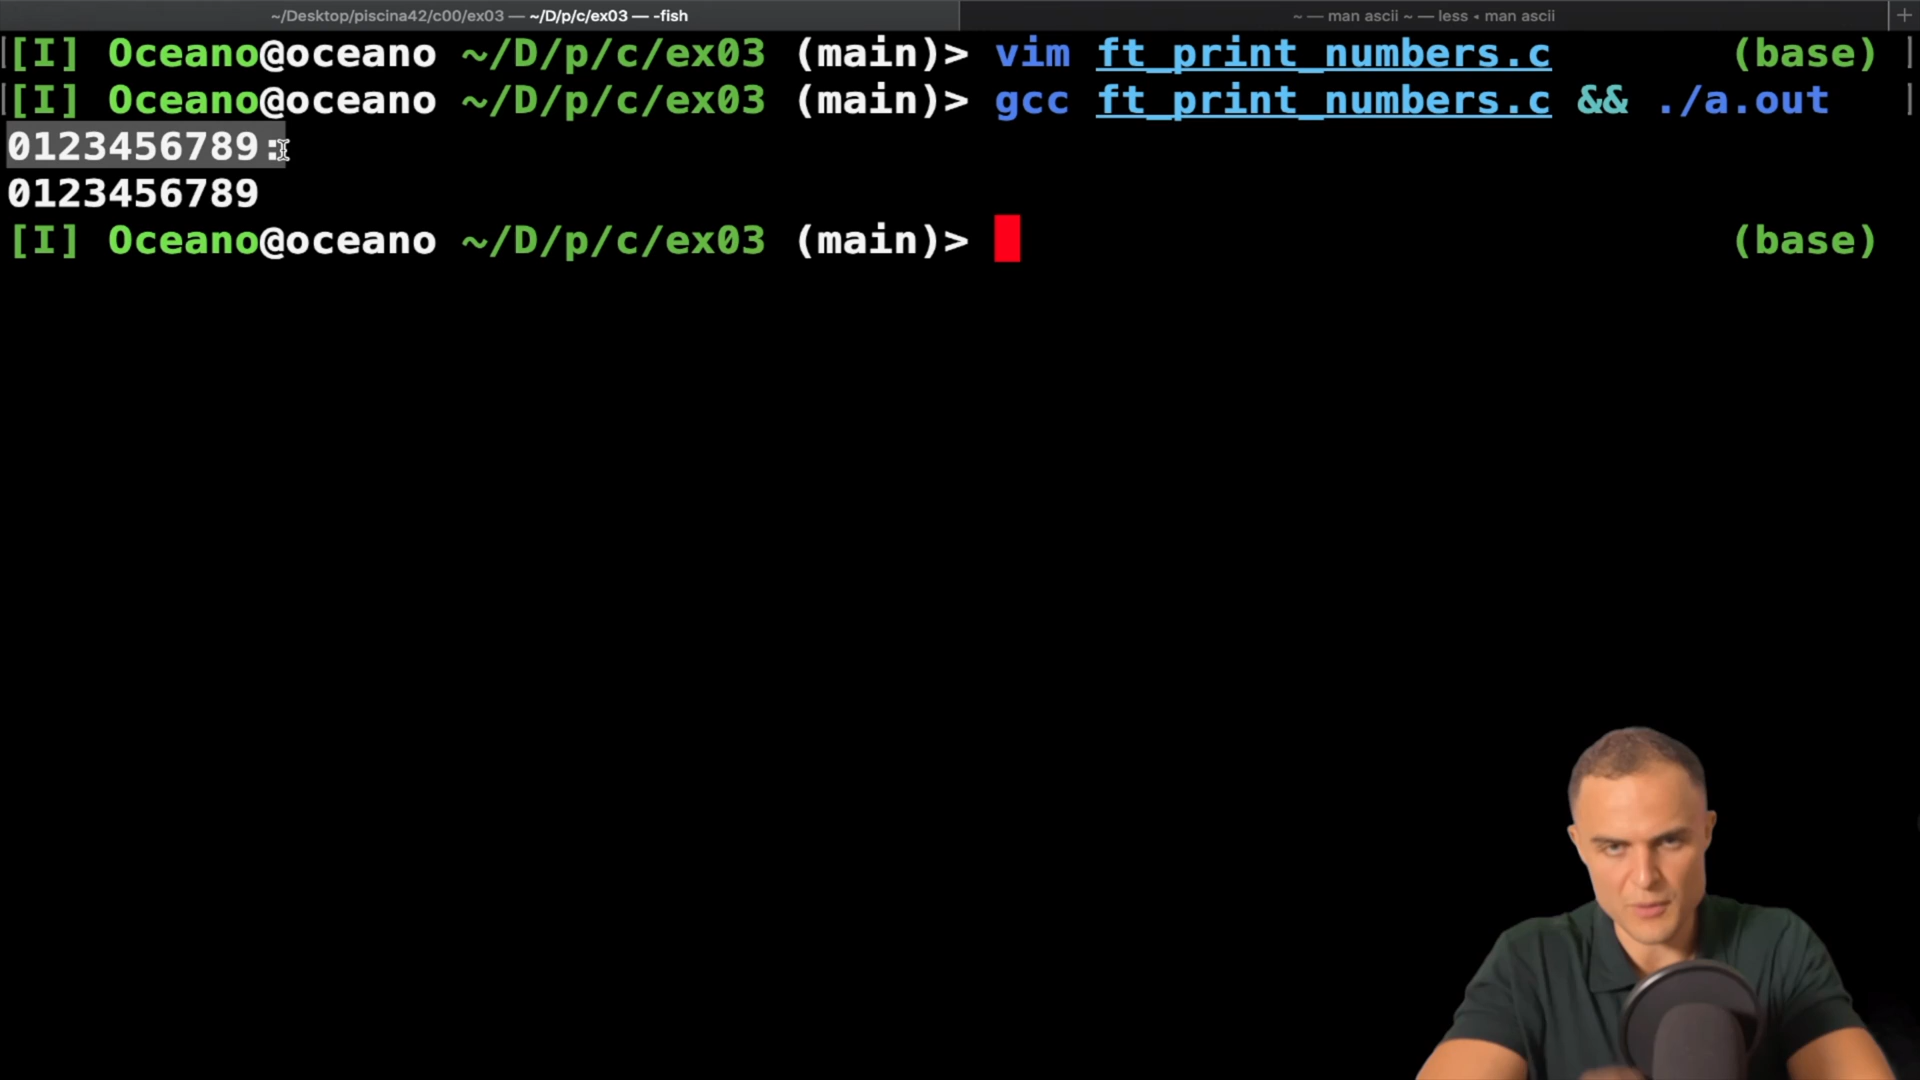 ~/Desktop/piscina42/c00/ex03 — ~/D/p/c/ex03 — -fish
~ — man ascii ~ — less ◂ man ascii
[I] Oceano@oceano ~/D/p/c/ex03 (main)> vim ft_print_numbers.c (base)
[I] Oceano@oceano ~/D/p/c/ex03 (main)> gcc ft_print_numbers.c && ./a.out
0123456789:
0123456789
[I] Oceano@oceano ~/D/p/c/ex03 (main)> (base)